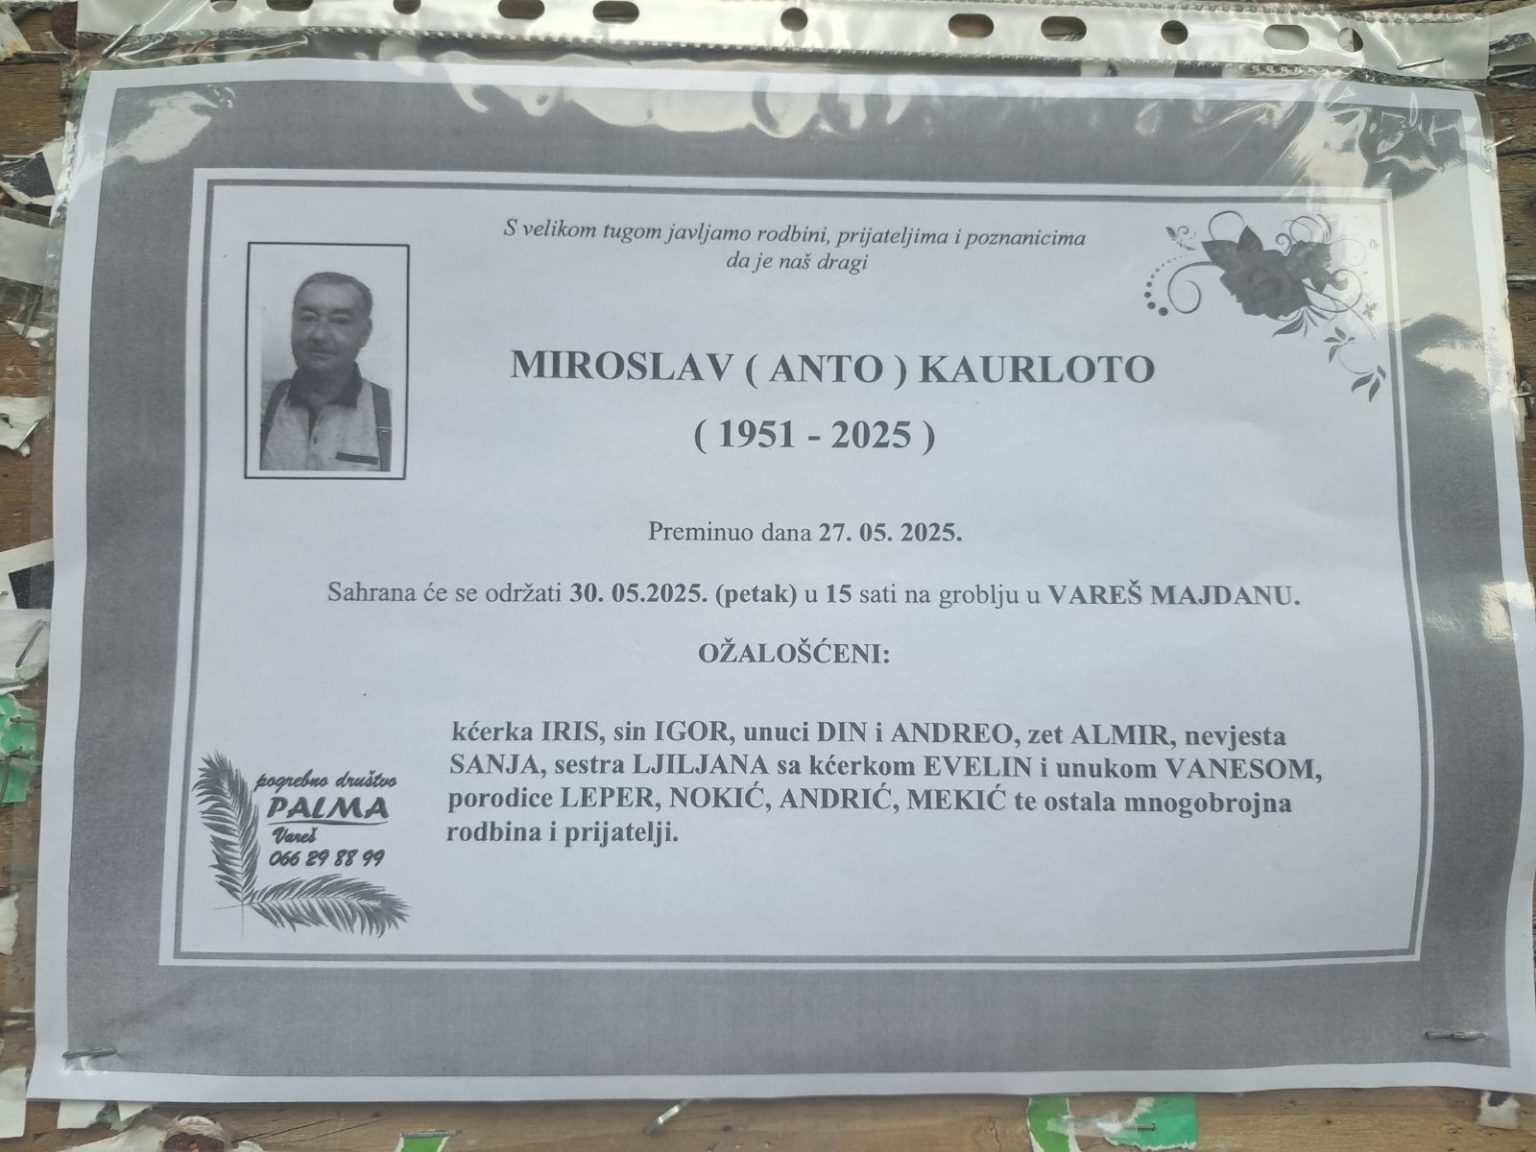 S velikom tugom javljamo rodbini, prijateljima i poznanicima
da je naš dragi
MIROSLAV ( ANTO ) KAURLOTO
( 1951 - 2025 )
Preminuo dana 27. 05. 2025.
Sahrana će se održati 30. 05.2025. (petak) u 15 sati na groblju u VAREŠ MAJDANU.
OŽALOŠĆENI:
kćerka IRIS, sin IGOR, unuci DIN i ANDREO, zet ALMIR, nevjesta
SANJA, sestra LJILJANA sa kćerkom EVELIN i unukom VANESOM,
porodice LEPER, NOKIĆ, ANDRIĆ, MEKIĆ te ostala mnogobrojna
rodbina i prijatelji.
pogrebno društvo
PALMA
Vareš
066 29 88 99